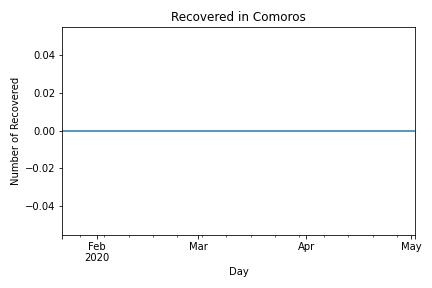 Recovered in Comoros
Number of Recovered
0.04
0.02
0.00
−0.02
−0.04
Feb
2020
Mar
Apr
May
Day